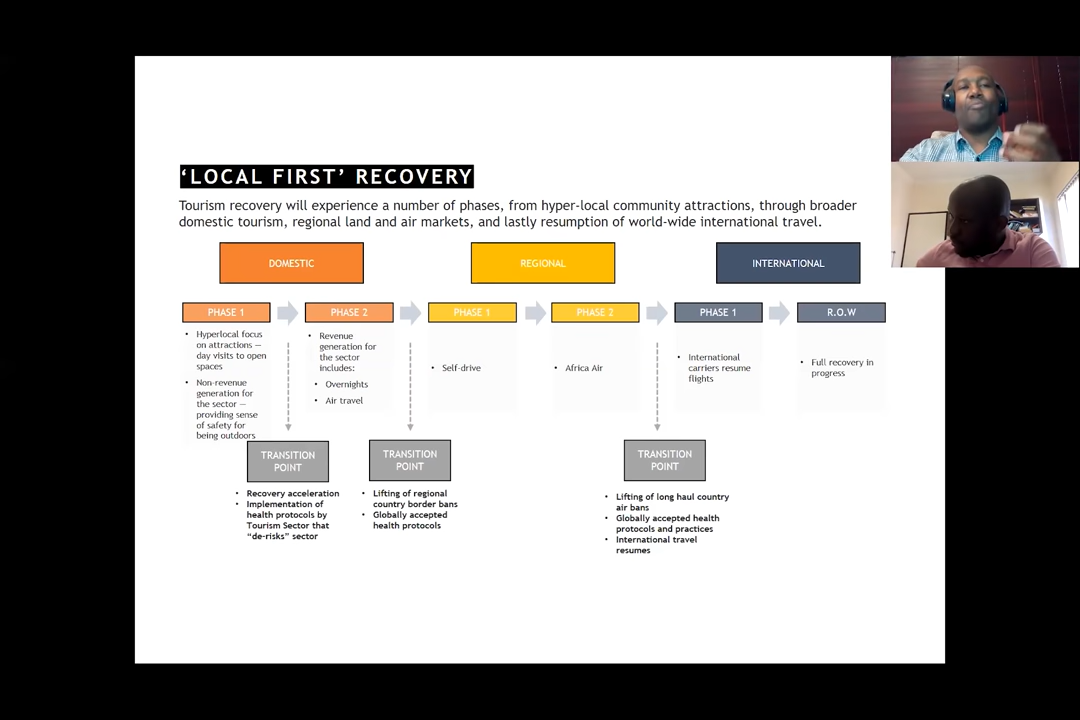 ‘LOCAL FIRST’ RECOVERY
Tourism recovery will experience a number of phases, from hyper-local community attractions, through broader
domestic tourism, regional land and air markets, and lastly resumption of world-wide international travel.
DOMESTIC
REGIONAL
INTERNATIONAL
PHASE 1
PHASE 2
PHASE 1
PHASE 2
PHASE 1
R.O.W
• Hyperlocal focus
on attractions —
day visits to open
spaces
• Non-revenue
generation for
the sector —
providing sense
of safety for
being outdoors
• Revenue
generation for
the sector
includes:
• Overnights
• Air travel
• Self-drive
• Africa Air
• International
carriers resume
flights
• Full recovery in
progress
TRANSITION
POINT
• Recovery acceleration
• Implementation of
health protocols by
Tourism Sector that
“de-risks” sector
TRANSITION
POINT
• Lifting of regional
country border bans
• Globally accepted
health protocols
TRANSITION
POINT
• Lifting of long haul country
air bans
• Globally accepted health
protocols and practices
• International travel
resumes